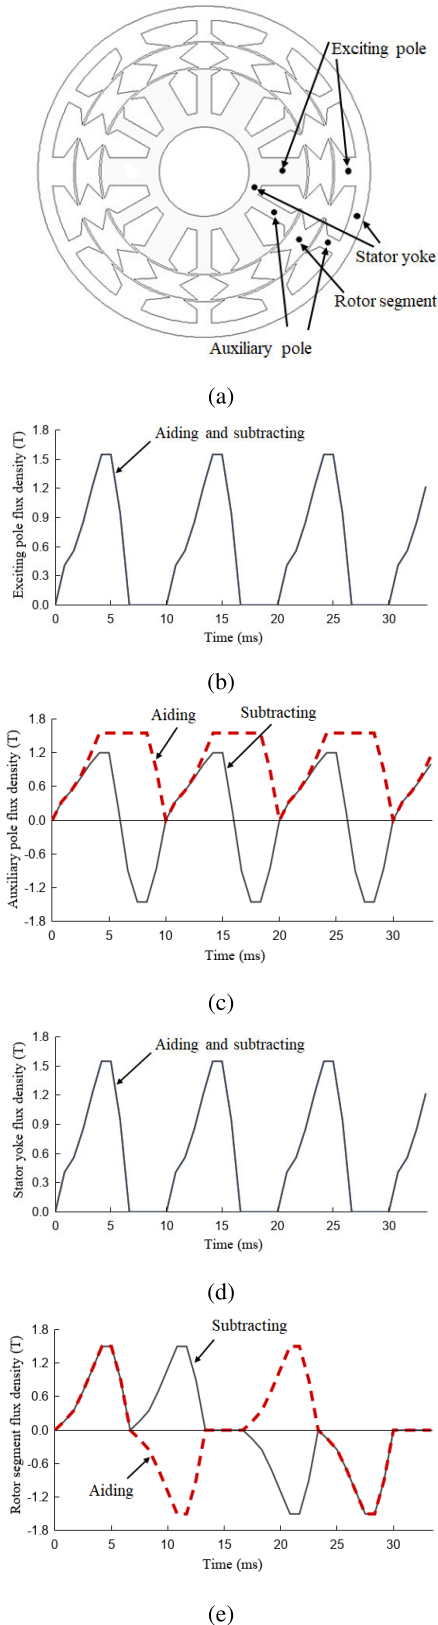 Exciting pole
Stator yoke
Rotor segment
Auxiliary pole
(a)
Exciting pole flux density (T)
1.8
1.5
1.2
0.9
0.6
0.3
0.0
Aiding and subtracting
0 5 10 15 20 25 30
Time (ms)
(b)
Auxiliary pole flux density (T)
1.8
1.2
0.6
0.0
-0.6
-1.2
-1.8
Aiding
Subtracting
0 5 10 15 20 25 30
Time (ms)
(c)
Stator yoke flux density (T)
1.8
1.5
1.2
0.9
0.6
0.3
0.0
Aiding and subtracting
0 5 10 15 20 25 30
Time (ms)
(d)
Rotor segment flux density (T)
1.8
1.2
0.6
0.0
-0.6
-1.2
-1.8
Subtracting
Aiding
0 5 10 15 20 25 30
Time (ms)
(e)